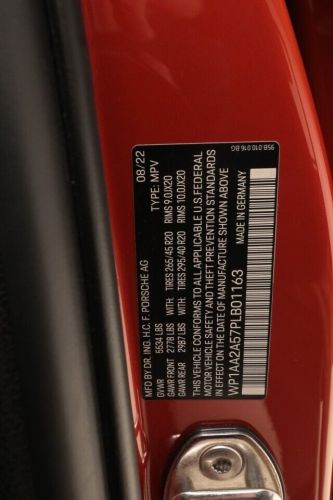 95B.010.016.BG
MFD BY DR. ING. H.C. F. PORSCHE AG 08/22
GVWR 5534 LBS TYPE: MPV
GAWR FRONT 2778 LBS WITH TIRES 265/45 R20 RIMS 9.0JX20
GAWR REAR 2987 LBS WITH TIRES 295/40 R20 RIMS 10.0JX20
THIS VEHICLE CONFORMS TO ALL APPLICABLE U.S. FEDERAL
MOTOR VEHICLE SAFETY AND THEFT PREVENTION STANDARDS
IN EFFECT ON THE DATE OF MANUFACTURE SHOWN ABOVE
WP1AA2A57PLB01163 MADE IN GERMANY